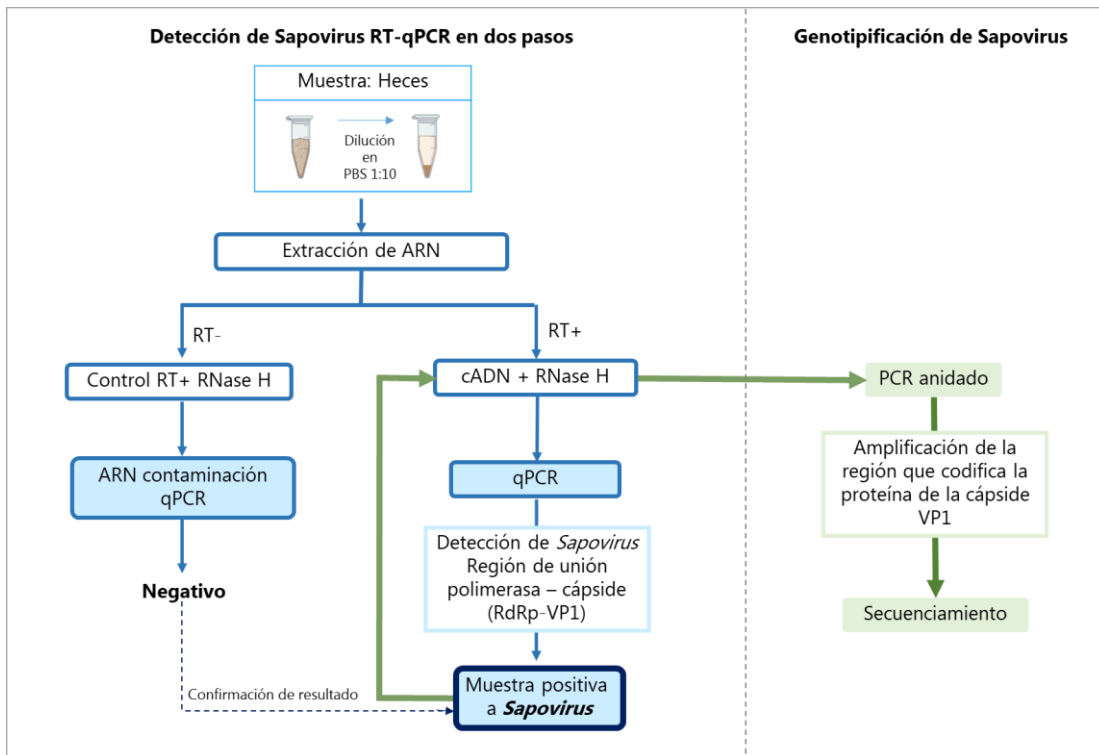 Detección de Sapovirus RT-qPCR en dos pasos
Genotipificación de Sapovirus
Muestra: Heces
Dilución
en
PBS 1:10
Extracción de ARN
RT-
RT+
Control RT+ RNase H
cADN + RNase H
PCR anidado
ARN contaminación
qPCR
qPCR
Amplificación de la
región que codifica la
proteína de la cápside
VP1
Detección de Sapovirus
Región de unión
polimerasa – cápside
(RdRp-VP1)
Negativo
Secuenciamiento
Confirmación de resultado
Muestra positiva
a Sapovirus